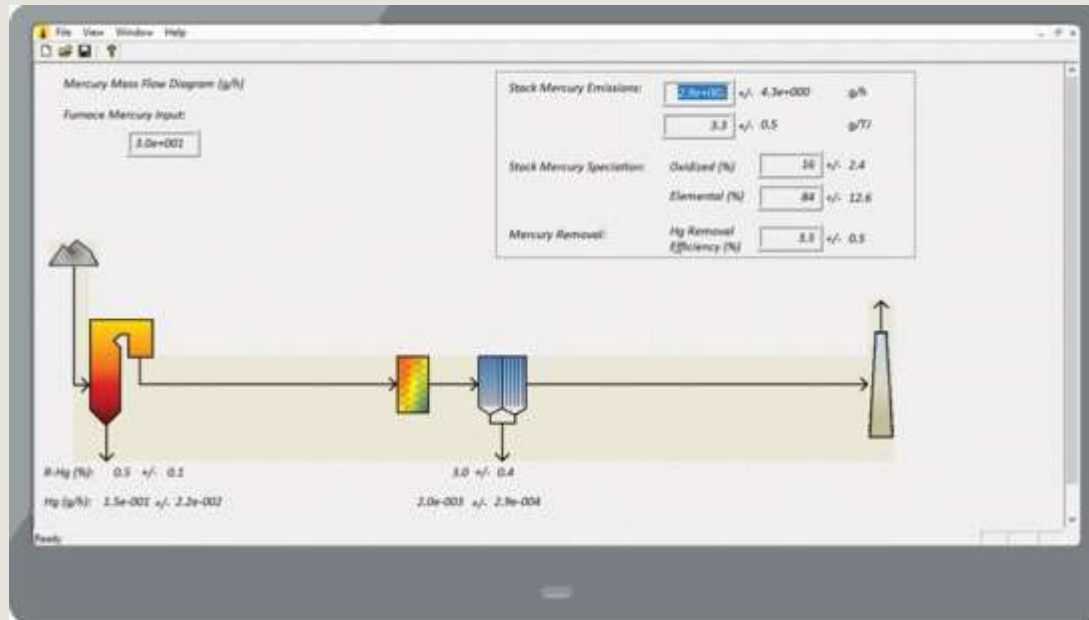 File View Window Help
Mercury Mass Flow Diagram (g/h)
Furnace Mercury Input:
3.0e+001
Stack Mercury Emissions: +/- 4.3e+000 g/h
3.3 +/- 0.5 g/TJ
Stack Mercury Speciation: Oxidized (%) 16 +/- 2.4
Elemental (%) 84 +/- 12.6
Mercury Removal: Hg Removal Efficiency (%) 3.5 +/- 0.5
R-Hg (%): 0.5 +/- 0.1 3.0 +/- 0.4
Hg (g/h): 1.5e-001 +/- 2.2e-002 2.0e-003 +/- 2.9e-004
Ready